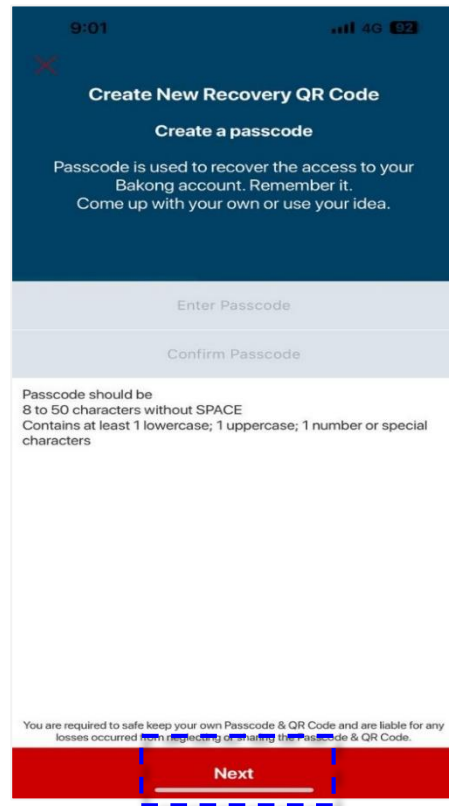 9:01
4G 92
Create New Recovery QR Code
Create a passcode
Passcode is used to recover the access to your
Bakong account. Remember it.
Come up with your own or use your idea.
Enter Passcode
Confirm Passcode
Passcode should be
8 to 50 characters without SPACE
Contains at least 1 lowercase; 1 uppercase; 1 number or special
characters
You are required to safe keep your own Passcode & QR Code and are liable for any
losses occurred from neglecting or sharing the Passcode & QR Code.
Next